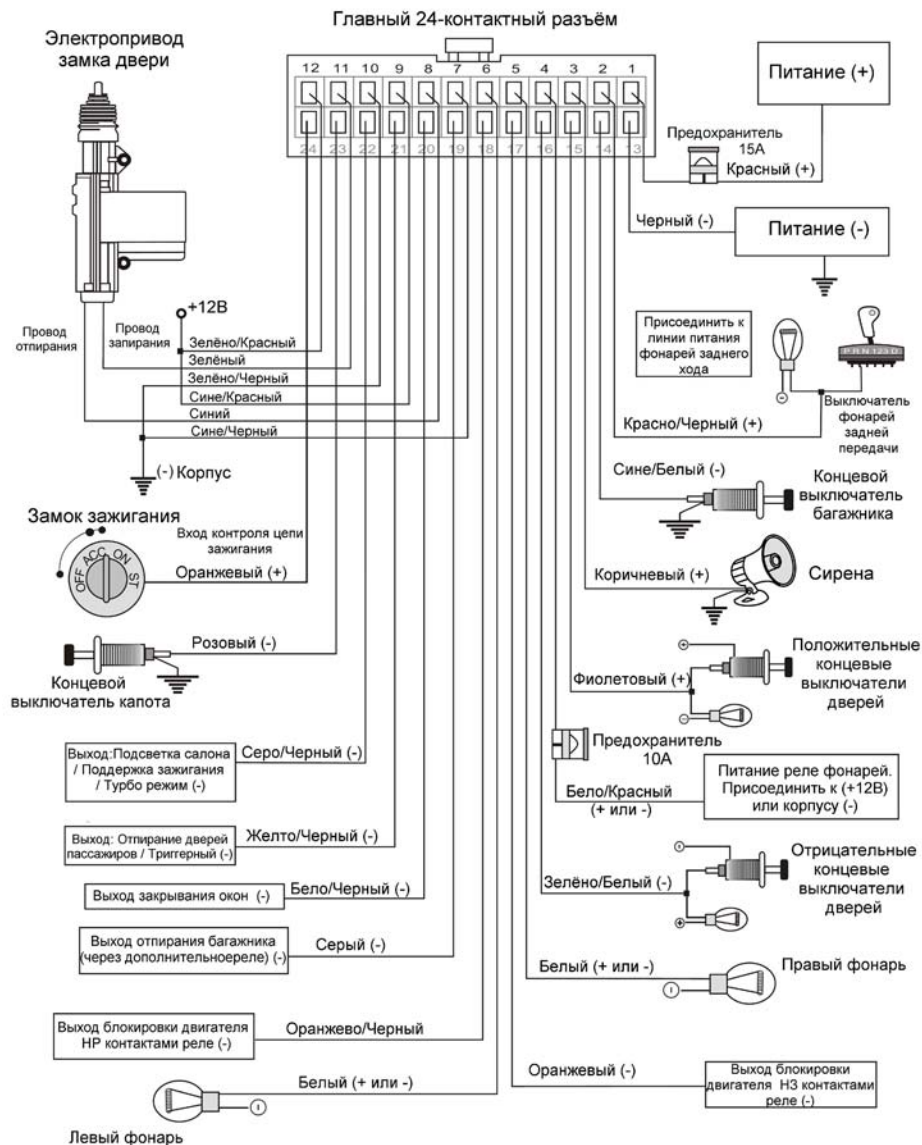 Главный 24-контактный разъём
Электропривод
замка двери
12 11 10 9 8 7 6 5 4 3 2 1
24 23 22 21 20 19 18 17 16 15 14 13
Питание (+)
Предохранитель
15А
Красный (+)
Черный (-)
Питание (-)
+12В
Провод
отпирания
Провод
запирания
Зелёно/Красный
Зелёный
Зелёно/Черный
Сине/Красный
Синий
Сине/Черный
(-) Корпус
Присоединить к
линии питания
фонарей заднего
хода
P R N 1 2 3 D
Выключатель
фонарей
задней
передачи
Красно/Черный (+)
Сине/Белый (-)
Концевой
выключатель
багажника
Замок зажигания
OFF ACC ON ST
Вход контроля цепи
зажигания
Оранжевый (+)
Коричневый (+)
Сирена
Розовый (-)
Концевой
выключатель капота
Фиолетовый (+)
Положительные
концевые
выключатели
дверей
Выход:Подсветка салона
/ Поддержка зажигания
/ Турбо режим (-)
Серо/Черный (-)
Предохранитель
10А
Бело/Красный
(+ или -)
Питание реле фонарей.
Присоединить к (+12В)
или корпусу (-)
Выход: Отпирание дверей
пассажиров / Триггерный (-)
Желто/Черный (-)
Зелёно/Белый (-)
Отрицательные
концевые
выключатели
дверей
Выход закрывания окон (-)
Бело/Черный (-)
Выход отпирания багажника
(через дополнительноереле) (-)
Серый (-)
Белый (+ или -)
Правый фонарь
Выход блокировки двигателя
НР контактами реле (-)
Оранжево/Черный
Оранжевый (-)
Выход блокировки
двигателя НЗ контактами
реле (-)
Белый (+ или -)
Левый фонарь